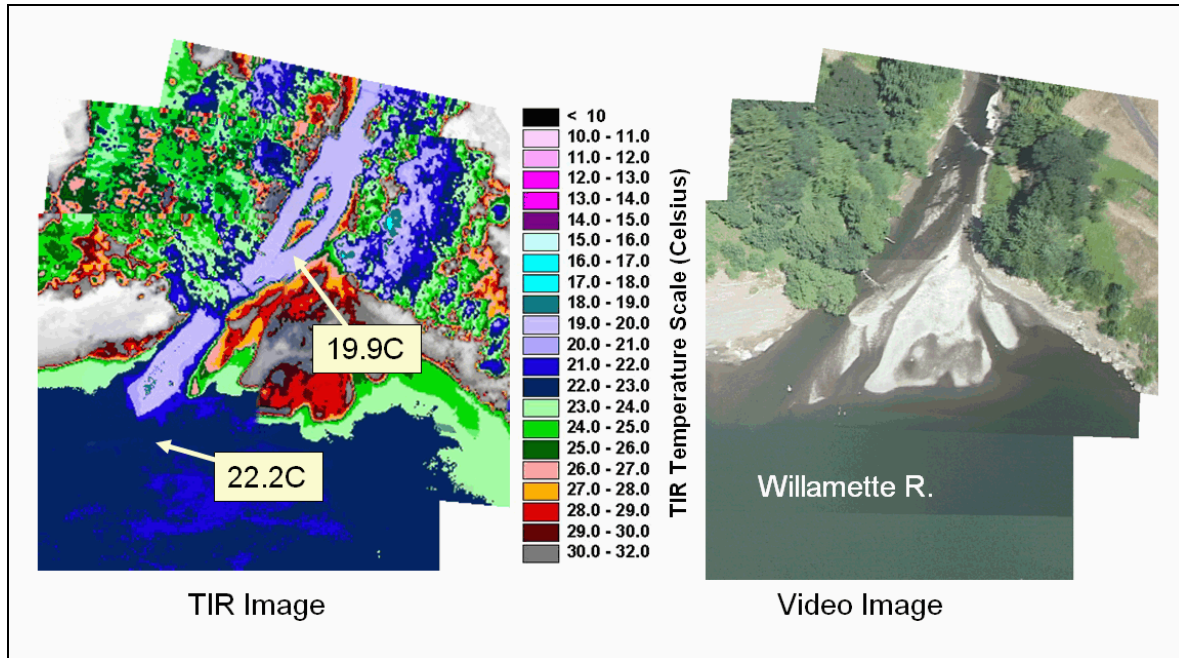 < 10
10.0 - 11.0
11.0 - 12.0
12.0 - 13.0
13.0 - 14.0
14.0 - 15.0
15.0 - 16.0
16.0 - 17.0
17.0 - 18.0
18.0 - 19.0
19.0 - 20.0
20.0 - 21.0
21.0 - 22.0
22.0 - 23.0
23.0 - 24.0
24.0 - 25.0
25.0 - 26.0
26.0 - 27.0
27.0 - 28.0
28.0 - 29.0
29.0 - 30.0
30.0 - 32.0
TIR Temperature Scale (Celsius)
19.9C
22.2C
Willamette R.
TIR Image
Video Image